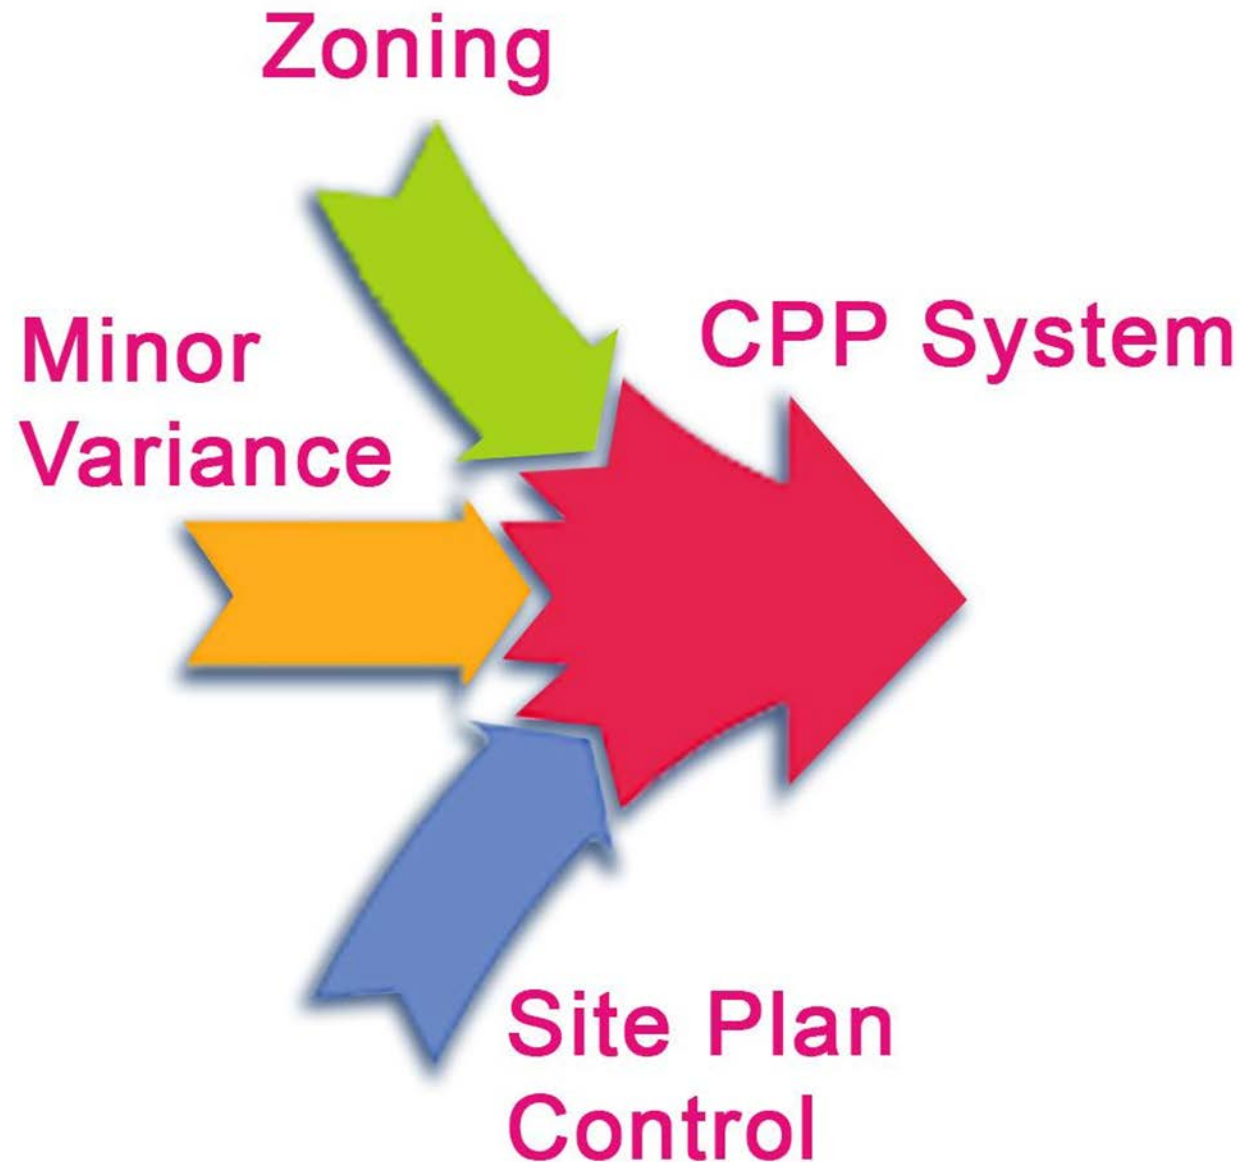 Zoning
Minor
Variance
CPP System
Site Plan
Control